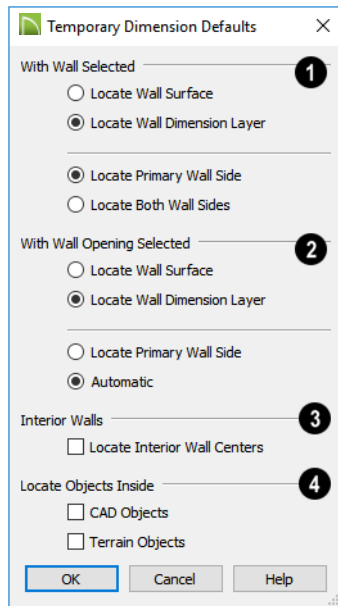 Temporary Dimension Defaults
With Wall Selected 1
Locate Wall Surface
Locate Wall Dimension Layer
Locate Primary Wall Side
Locate Both Wall Sides
With Wall Opening Selected 2
Locate Wall Surface
Locate Wall Dimension Layer
Locate Primary Wall Side
Automatic
Interior Walls 3
Locate Interior Wall Centers
Locate Objects Inside 4
CAD Objects
Terrain Objects
OK Cancel Help